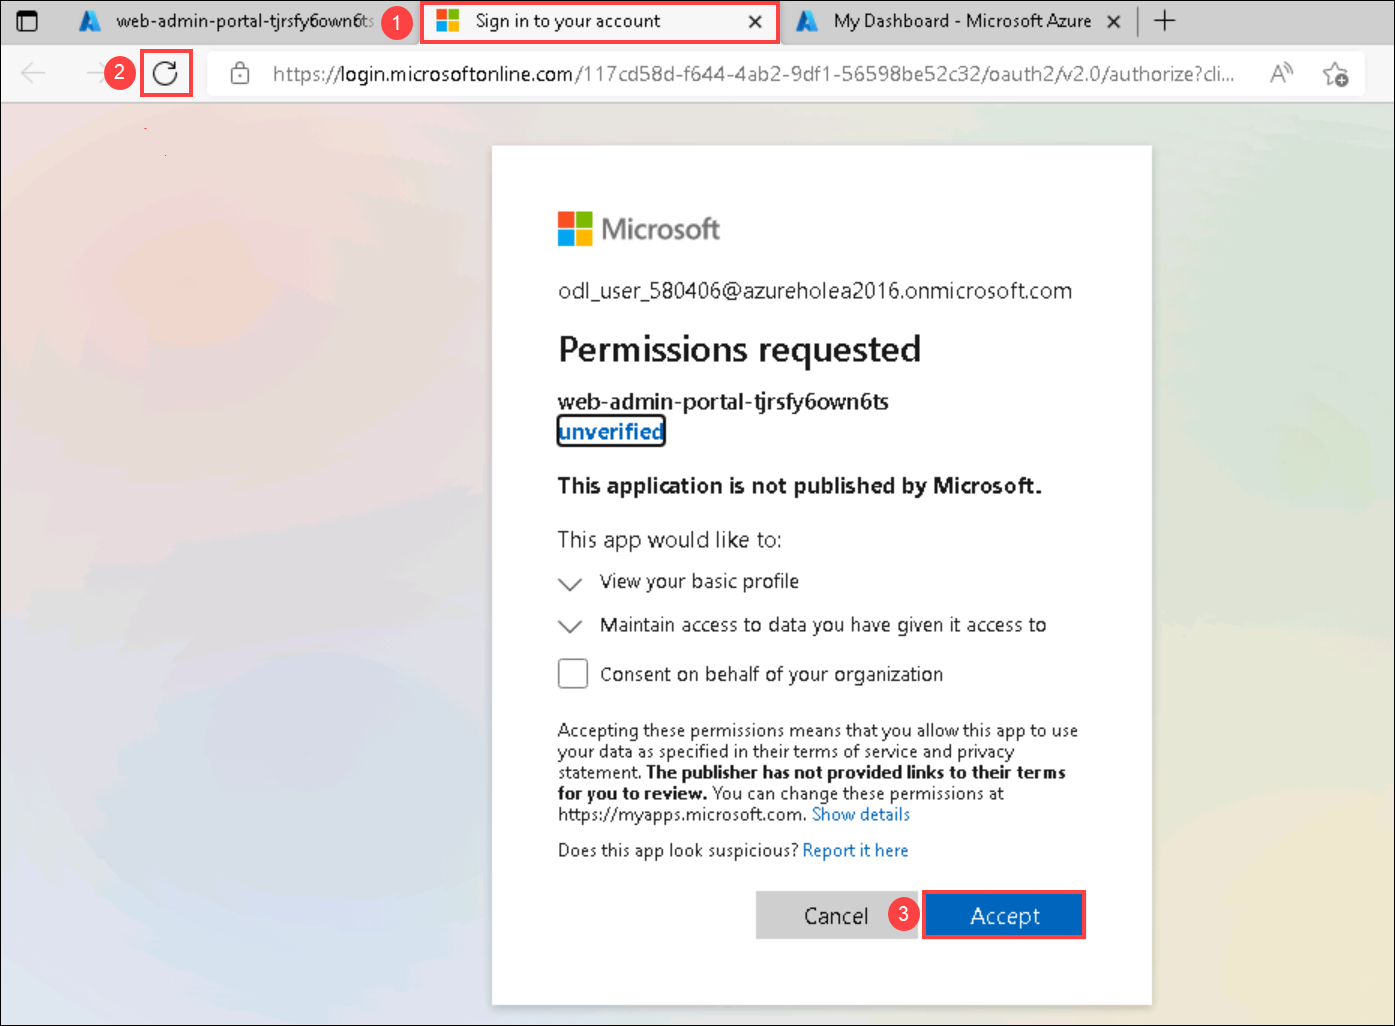 web-admin-portal-tjrsfy6own6ts
1
Sign in to your account
My Dashboard - Microsoft Azure
2
https://login.microsoftonline.com/117cd58d-f644-4ab2-9df1-56598be52c32/oauth2/v2.0/authorize?cli...
Microsoft
odl_user_580406@azureholea2016.onmicrosoft.com
Permissions requested
web-admin-portal-tjrsfy6own6ts
unverified
This application is not published by Microsoft.
This app would like to:
View your basic profile
Maintain access to data you have given it access to
Consent on behalf of your organization
Accepting these permissions means that you allow this app to use
your data as specified in their terms of service and privacy
statement. The publisher has not provided links to their terms
for you to review. You can change these permissions at
https://myapps.microsoft.com. Show details
Does this app look suspicious? Report it here
Cancel
3
Accept